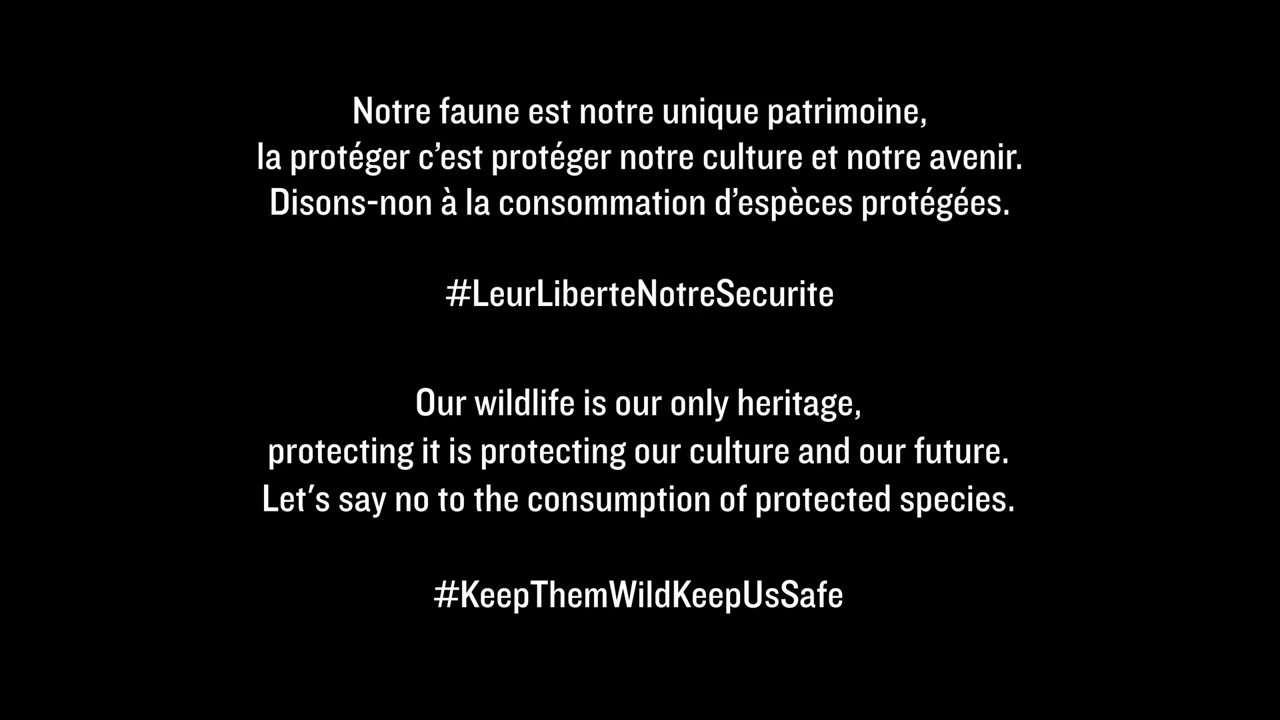 Notre faune est notre unique patrimoine,
la protéger c’est protéger notre culture et notre avenir.
Disons-non à la consommation d’espèces protégées.
#LeurLiberteNotreSecurite
Our wildlife is our only heritage,
protecting it is protecting our culture and our future.
Let's say no to the consumption of protected species.
#KeepThemWildKeepUsSafe